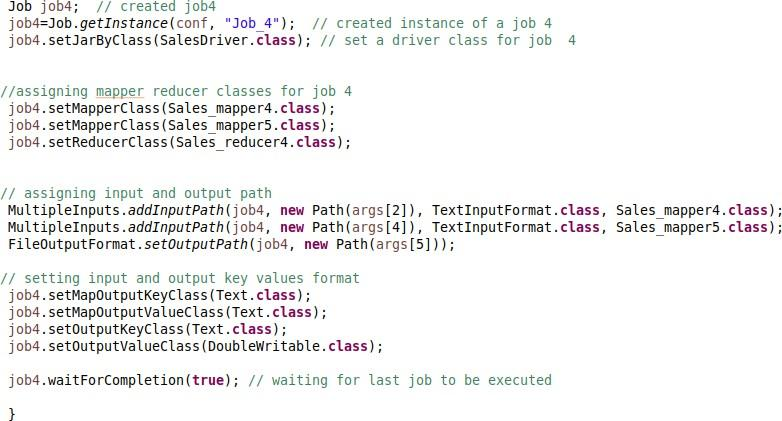 Job job4;  // created job4
job4=Job.getInstance(conf, "Job_4");  // created instance of a job 4
job4.setJarByClass(SalesDriver.class); // set a driver class for job  4
//assigning mapper reducer classes for job 4
job4.setMapperClass(Sales_mapper4.class);
job4.setMapperClass(Sales_mapper5.class);
job4.setReducerClass(Sales_reducer4.class);
// assigning input and output path
MultipleInputs.addInputPath(job4, new Path(args[2]), TextInputFormat.class, Sales_mapper4.class);
MultipleInputs.addInputPath(job4, new Path(args[4]), TextInputFormat.class, Sales_mapper5.class);
FileOutputFormat.setOutputPath(job4, new Path(args[5]));
// setting input and output key values format
job4.setMapOutputKeyClass(Text.class);
job4.setMapOutputValueClass(Text.class);
job4.setOutputKeyClass(Text.class);
job4.setOutputValueClass(DoubleWritable.class);
job4.waitForCompletion(true); // waiting for last job to be executed
}